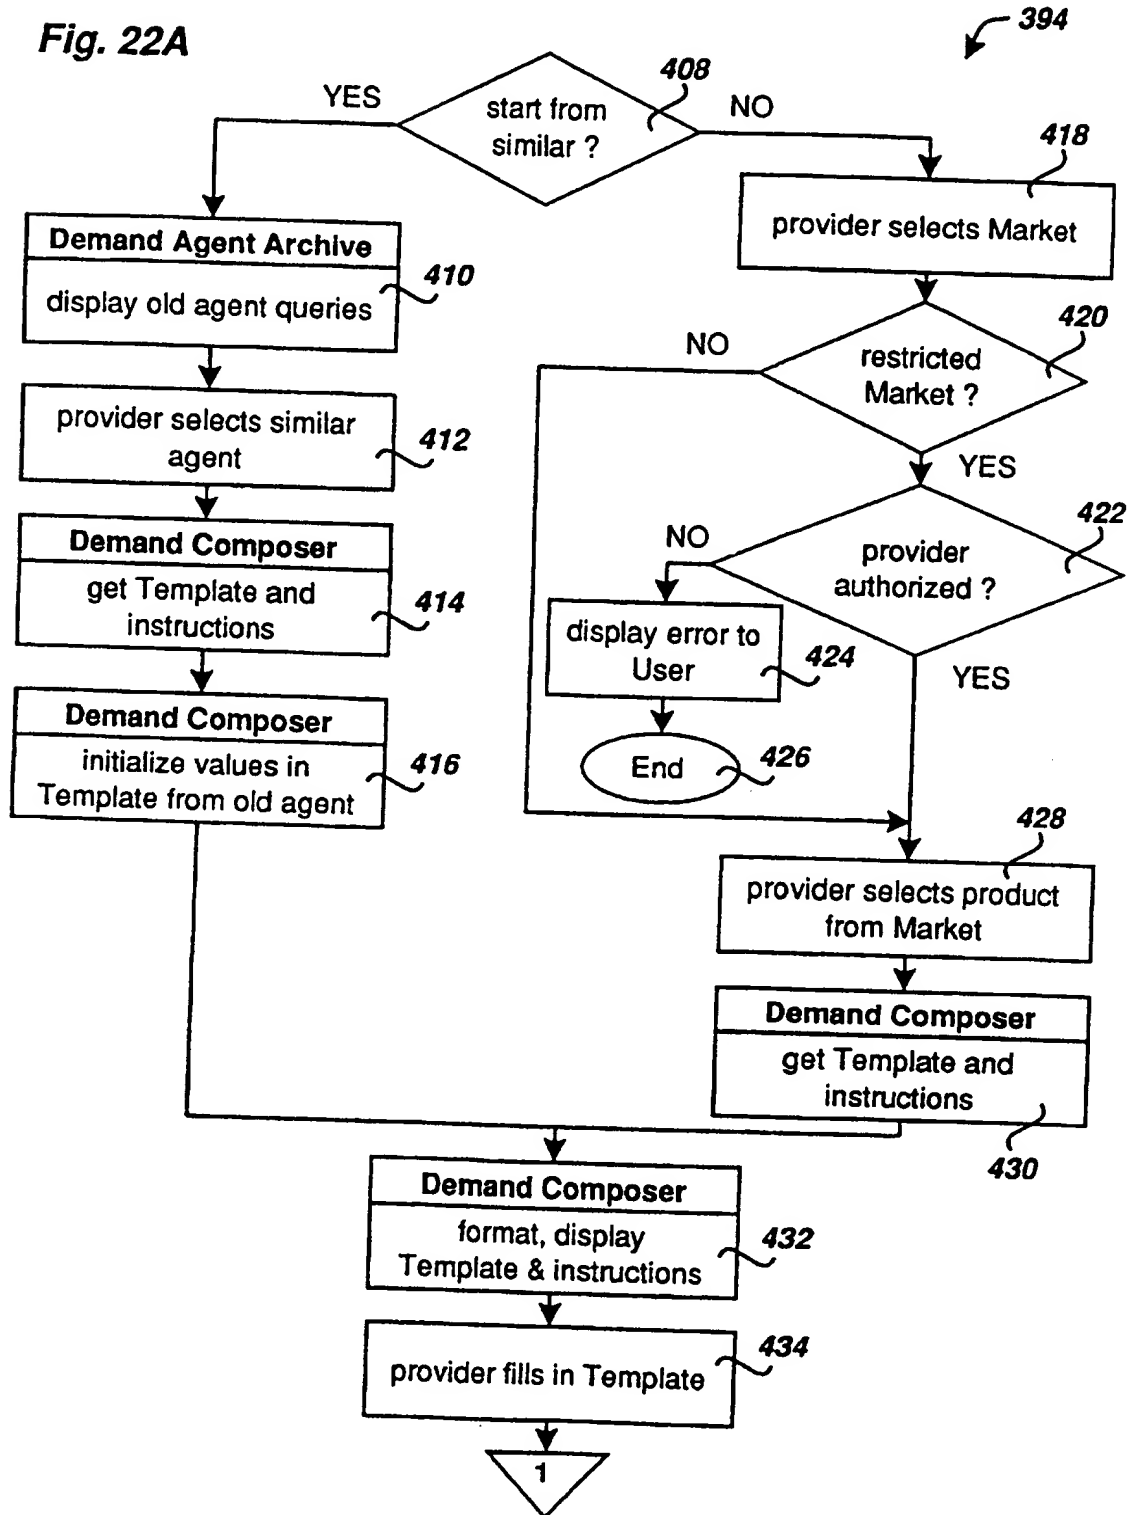 Fig. 22A
394
408
start from
similar ?
YES
NO
418
provider selects Market
Demand Agent Archive
display old agent queries
410
420
restricted
Market ?
NO
YES
provider selects similar
agent
412
422
provider
authorized ?
NO
YES
Demand Composer
get Template and
instructions
414
display error to
User
424
End
426
Demand Composer
initialize values in
Template from old agent
416
428
provider selects product
from Market
Demand Composer
get Template and
instructions
430
Demand Composer
format, display
Template & instructions
432
provider fills in Template
434
1